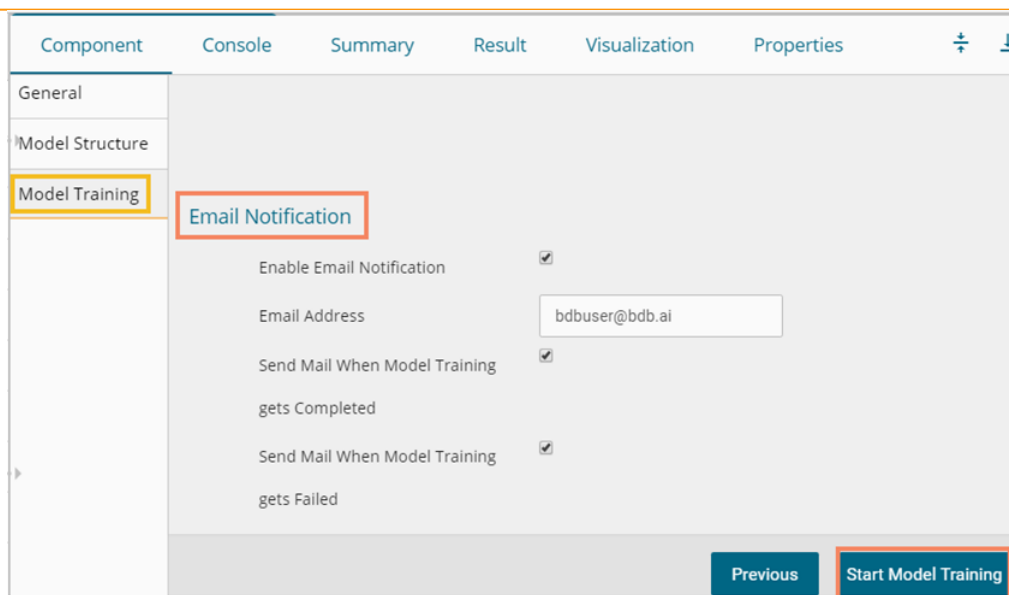 Component Console Summary Result Visualization Properties
General
Model Structure
Model Training
Email Notification
Enable Email Notification
Email Address bdbuser@bdb.ai
Send Mail When Model Training
gets Completed
Send Mail When Model Training
gets Failed
Previous Start Model Training